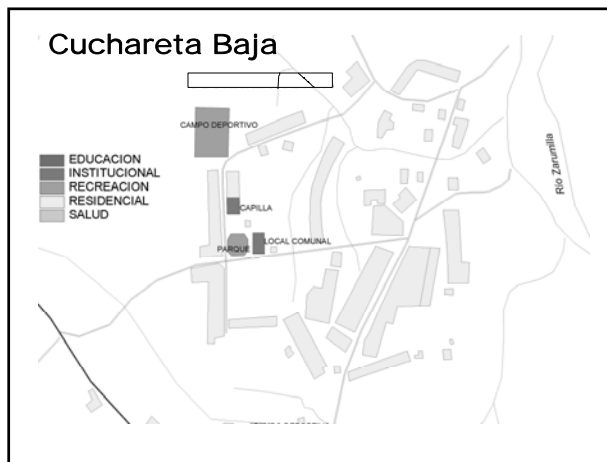 Cuchareta Baja
CAMPO DEPORTIVO
EDUCACION
INSTITUCIONAL
RECREACION
RESIDENCIAL
SALUD
CAPILLA
LOCAL COMUNAL
PARQUE
Rio Zarumilla